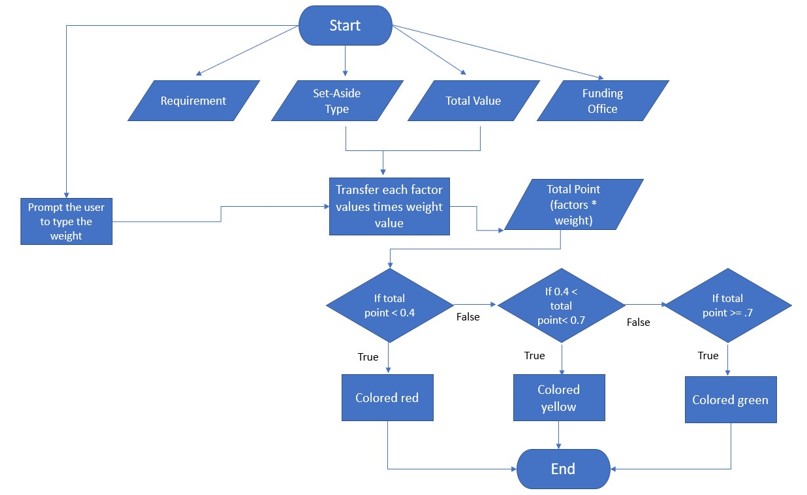 Start
Requirement
Set-Aside
Type
Total Value
Funding
Office
Prompt the user
to type the
weight
Transfer each factor
values times weight
value
Total Point
(factors *
weight)
If total
point < 0.4
False
If 0.4 <
total
point< 0.7
False
If total
point >= .7
True
True
True
Colored red
Colored
yellow
Colored green
End